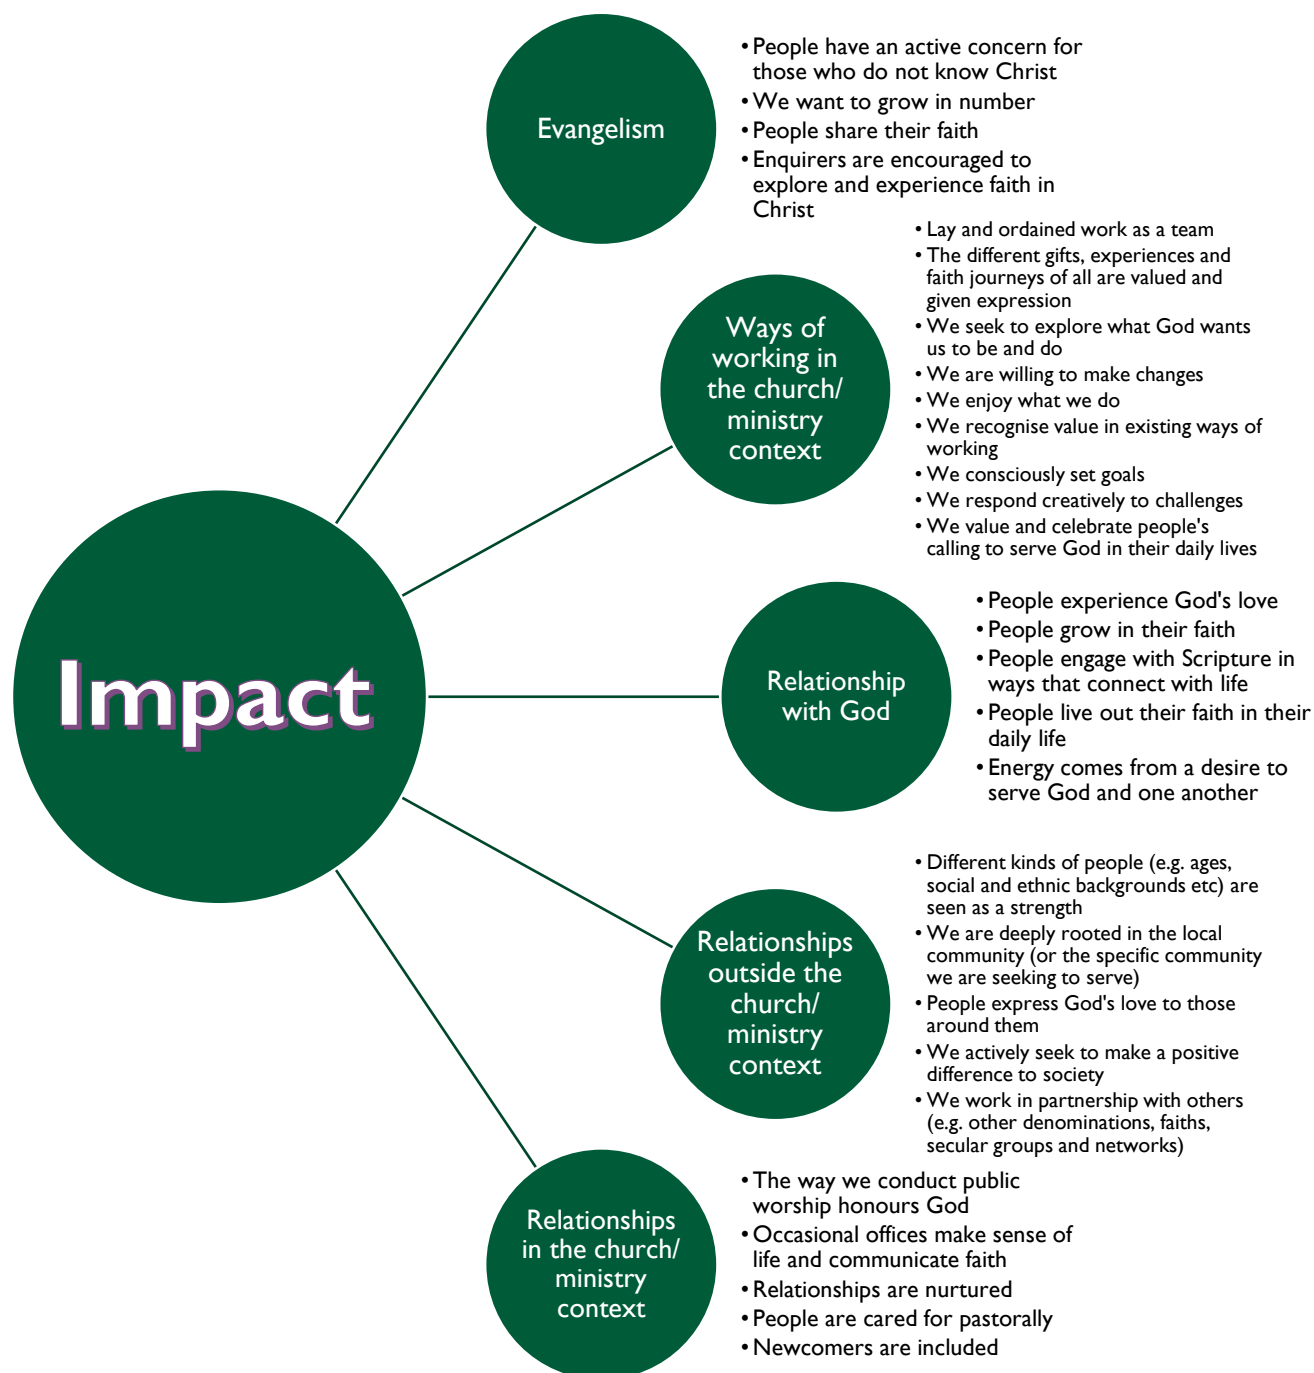 Impact
Evangelism
• People have an active concern for
those who do not know Christ
• We want to grow in number
• People share their faith
• Enquirers are encouraged to
explore and experience faith in
Christ
Ways of
working in
the church/
ministry
context
• Lay and ordained work as a team
• The different gifts, experiences and
faith journeys of all are valued and
given expression
• We seek to explore what God wants
us to be and do
• We are willing to make changes
• We enjoy what we do
• We recognise value in existing ways of
working
• We consciously set goals
• We respond creatively to challenges
• We value and celebrate people's
calling to serve God in their daily lives
Relationship
with God
• People experience God's love
• People grow in their faith
• People engage with Scripture in
ways that connect with life
• People live out their faith in their
daily life
• Energy comes from a desire to
serve God and one another
Relationships
outside the
church/
ministry
context
• Different kinds of people (e.g. ages,
social and ethnic backgrounds etc) are
seen as a strength
• We are deeply rooted in the local
community (or the specific community
we are seeking to serve)
• People express God's love to those
around them
• We actively seek to make a positive
difference to society
• We work in partnership with others
(e.g. other denominations, faiths,
secular groups and networks)
Relationships
in the church/
ministry
context
• The way we conduct public
worship honours God
• Occasional offices make sense of
life and communicate faith
• Relationships are nurtured
• People are cared for pastorally
• Newcomers are included